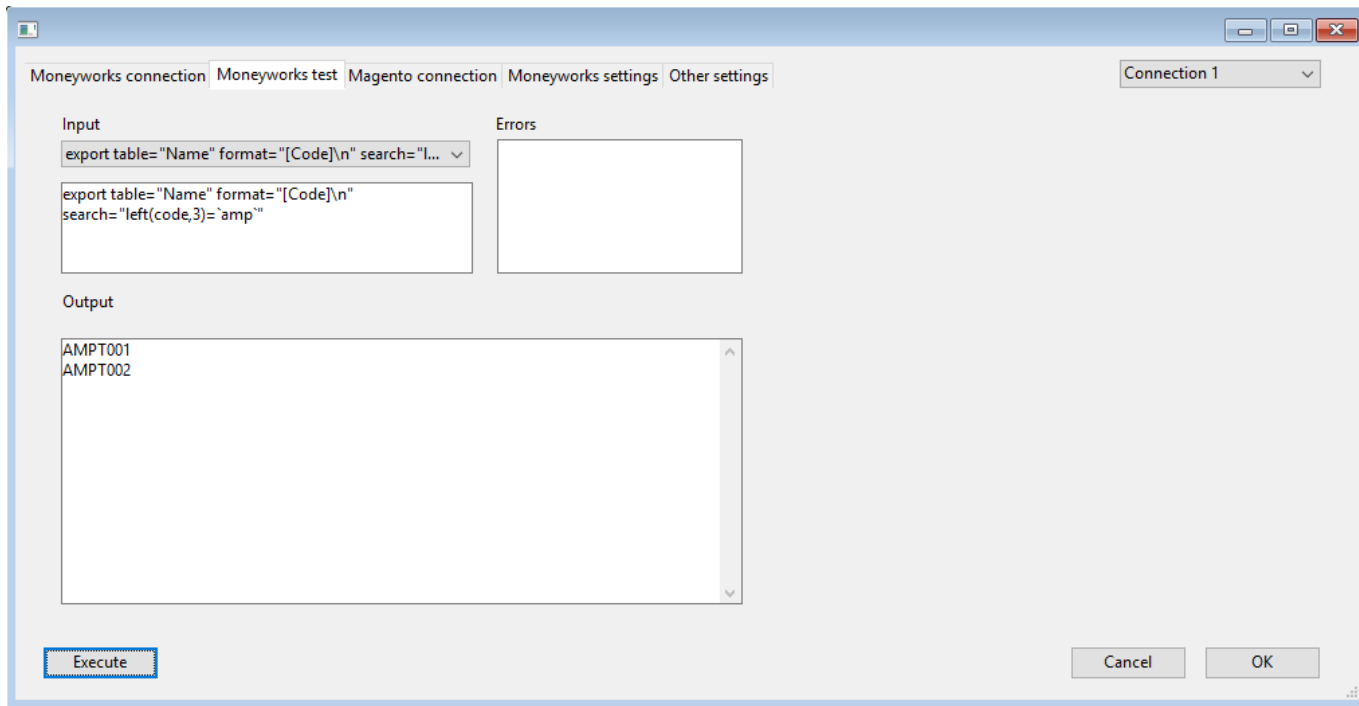 Moneyworks connection
Moneyworks test
Magento connection
Moneyworks settings
Other settings
Connection 1
Input
Errors
export table="Name" format="[Code]\n" search="l...
export table="Name" format="[Code]\n"
search="left(code,3)=`amp`"
Output
AMPT001
AMPT002
Execute
Cancel
OK